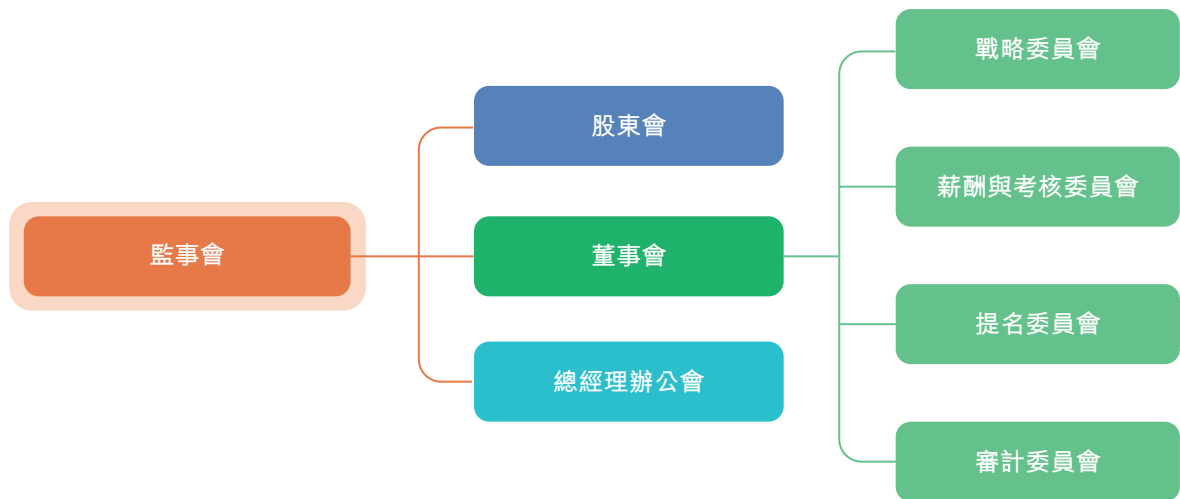 監事會
股東會
董事會
總經理辦公會
戰略委員會
薪酬與考核委員會
提名委員會
審計委員會